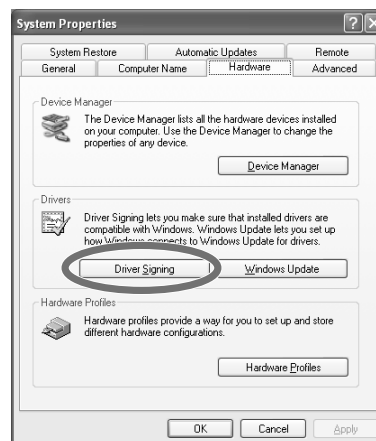 System Properties
System Restore Automatic Updates Remote
General Computer Name Hardware Advanced
Device Manager
The Device Manager lists all the hardware devices installed
on your computer. Use the Device Manager to change the
properties of any device.
Device Manager
Drivers
Driver Signing lets you make sure that installed drivers are
compatible with Windows. Windows Update lets you set up
how Windows connects to Windows Update for drivers.
Driver Signing Windows Update
Hardware Profiles
Hardware profiles provide a way for you to set up and store
different hardware configurations.
Hardware Profiles
OK Cancel Apply